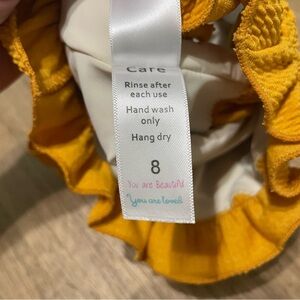 Care
Rinse after
each use
Hand wash
only
Hang dry
8
You are Beautiful
You are loved